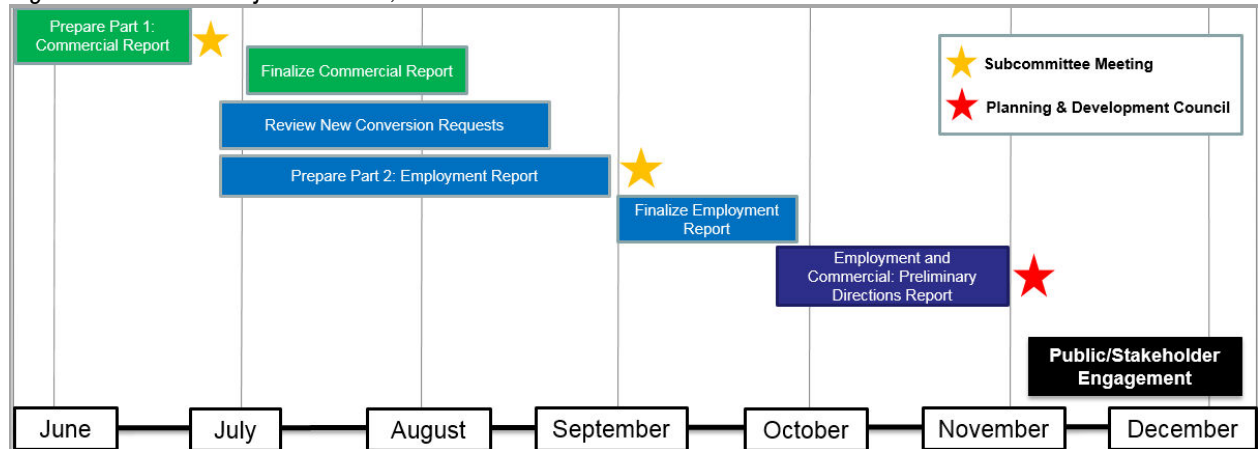 Prepare Part 1:
Commercial Report
Finalize Commercial Report
Subcommittee Meeting
Planning & Development Council
Review New Conversion Requests
Prepare Part 2: Employment Report
Finalize Employment
Report
Employment and
Commercial: Preliminary
Directions Report
Public/Stakeholder
Engagement
June
July
August
September
October
November
December